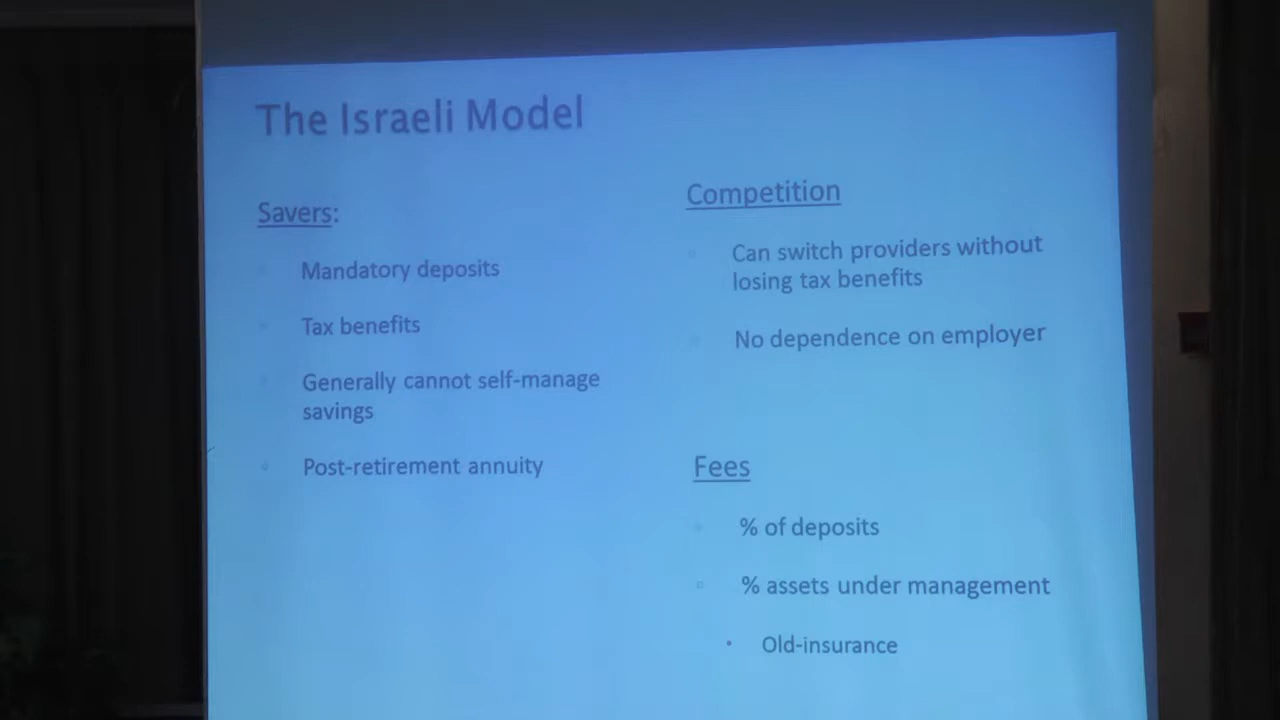 The Israeli Model
Savers:
Mandatory deposits
Tax benefits
Generally cannot self-manage
savings
Post-retirement annuity
Competition
Can switch providers without
losing tax benefits
No dependence on employer
Fees
% of deposits
% assets under management
Old-insurance